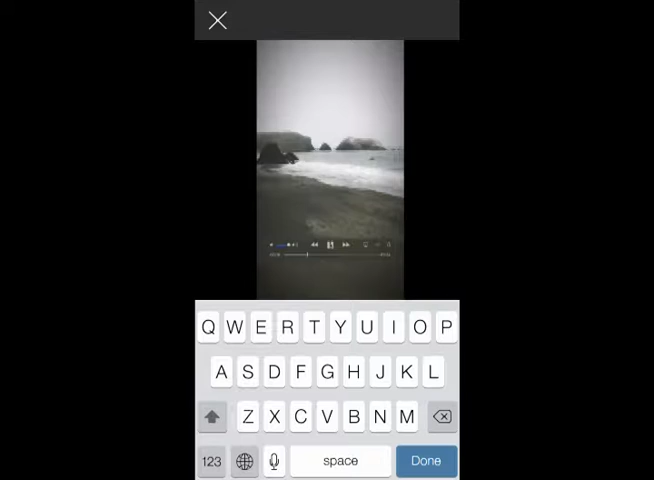 Q W E R T Y U I O P
A S D F G H J K L
Z X C V B N M
123 space Done